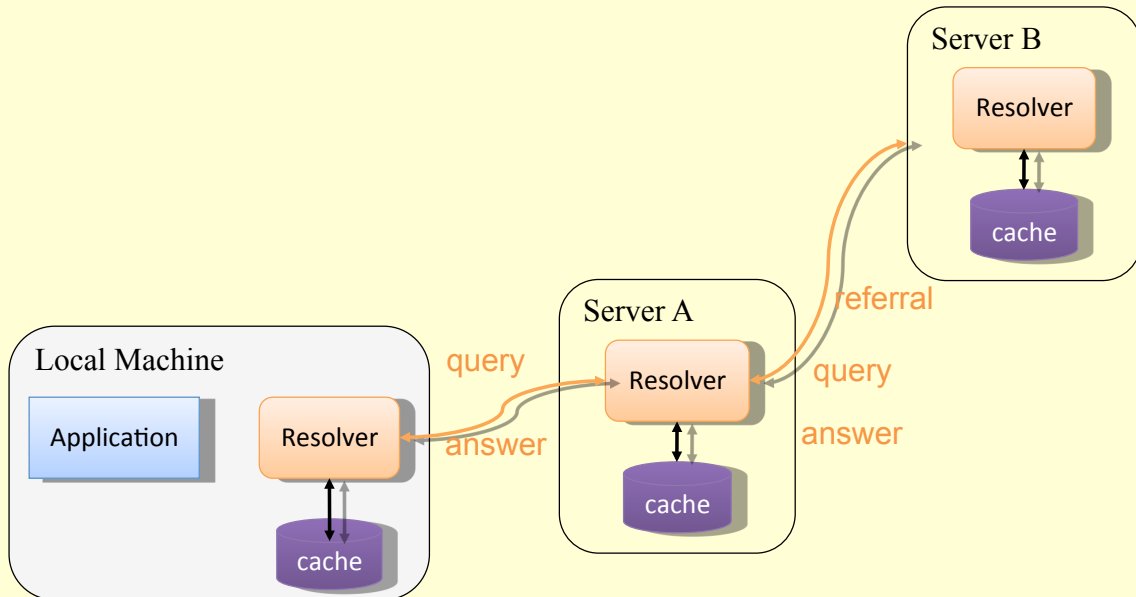 Server B
Resolver
cache
referral
Server A
Resolver
query
answer
cache
Local Machine
query
answer
Application
Resolver
cache